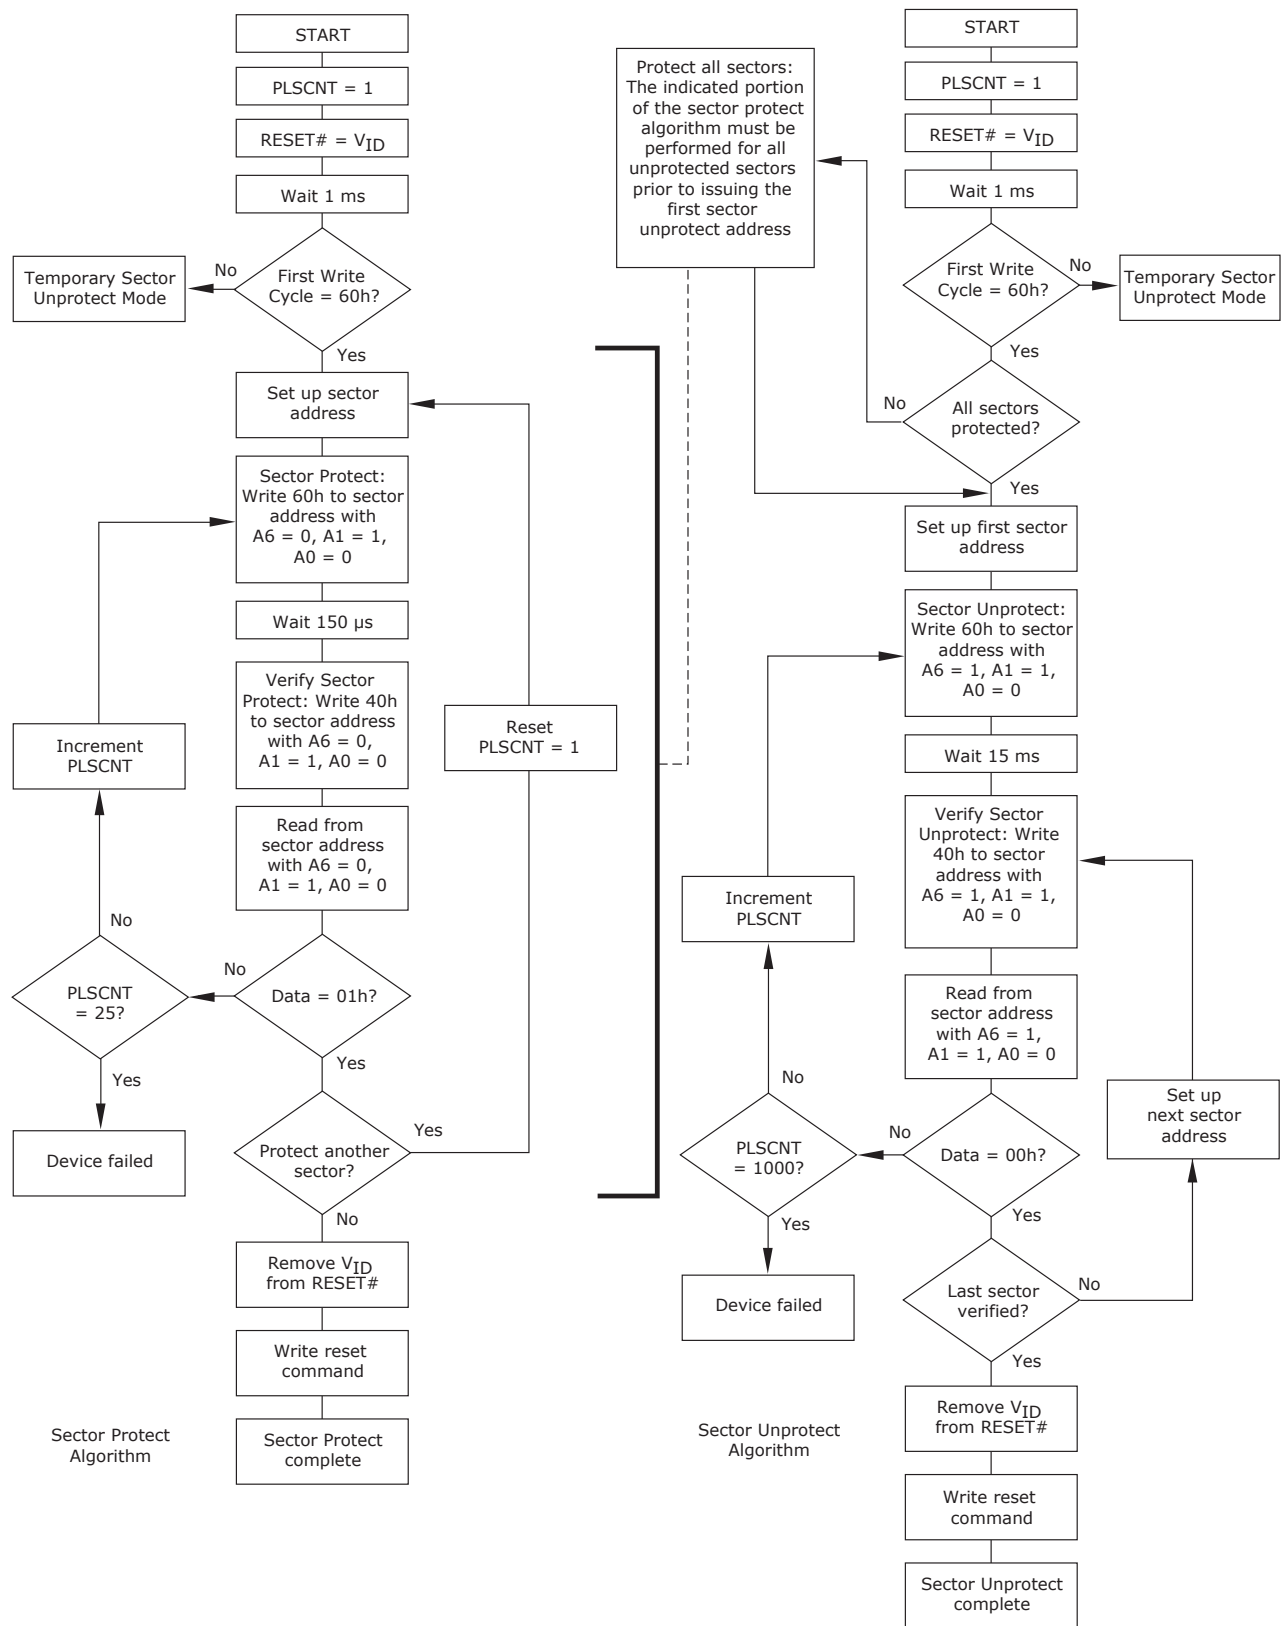 START
PLSCNT = 1
RESET# = VID
Wait 1 ms
First Write
Cycle = 60h?
No
Temporary Sector
Unprotect Mode
Yes
Set up sector
address
Sector Protect:
Write 60h to sector
address with
A6 = 0, A1 = 1,
A0 = 0
Wait 150 µs
Verify Sector
Protect: Write 40h
to sector address
with A6 = 0,
A1 = 1, A0 = 0
Read from
sector address
with A6 = 0,
A1 = 1, A0 = 0
Data = 01h?
No
PLSCNT
= 25?
No
Increment
PLSCNT
Yes
Device failed
Yes
Protect another
sector?
Yes
Reset
PLSCNT = 1
No
Remove VID
from RESET#
Write reset
command
Sector Protect
complete
Sector Protect
Algorithm
Protect all sectors:
The indicated portion
of the sector protect
algorithm must be
performed for all
unprotected sectors
prior to issuing the
first sector
unprotect address
START
PLSCNT = 1
RESET# = VID
Wait 1 ms
First Write
Cycle = 60h?
No
Temporary Sector
Unprotect Mode
Yes
All sectors
protected?
No
Yes
Set up first sector
address
Sector Unprotect:
Write 60h to sector
address with
A6 = 1, A1 = 1,
A0 = 0
Wait 15 ms
Verify Sector
Unprotect: Write
40h to sector
address with
A6 = 1, A1 = 1,
A0 = 0
Read from
sector address
with A6 = 1,
A1 = 1, A0 = 0
Data = 00h?
No
PLSCNT
= 1000?
No
Increment
PLSCNT
Yes
Device failed
Yes
Last sector
verified?
No
Set up
next sector
address
Yes
Remove VID
from RESET#
Write reset
command
Sector Unprotect
complete
Sector Unprotect
Algorithm